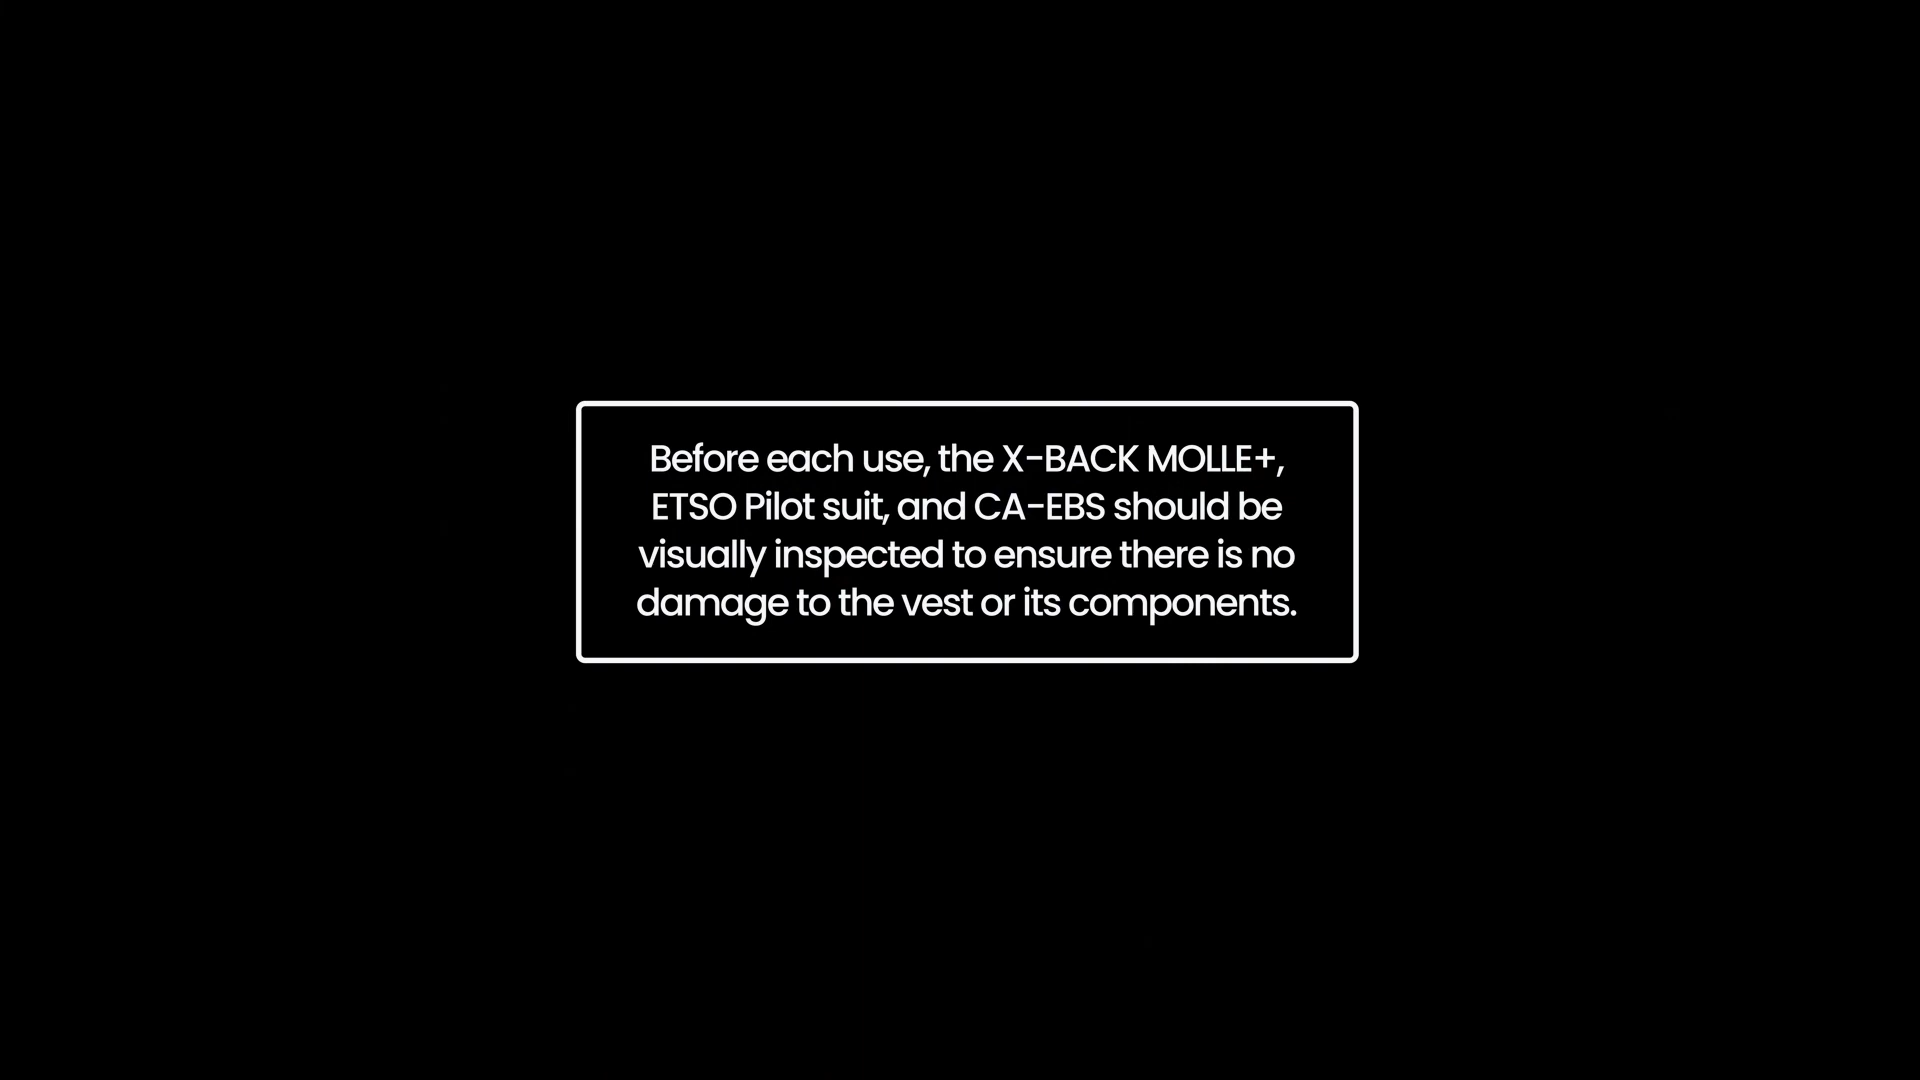 Before each use, the X-BACK MOLLE+,
ETSO Pilot suit, and CA-EBS should be
visually inspected to ensure there is no
damage to the vest or its components.